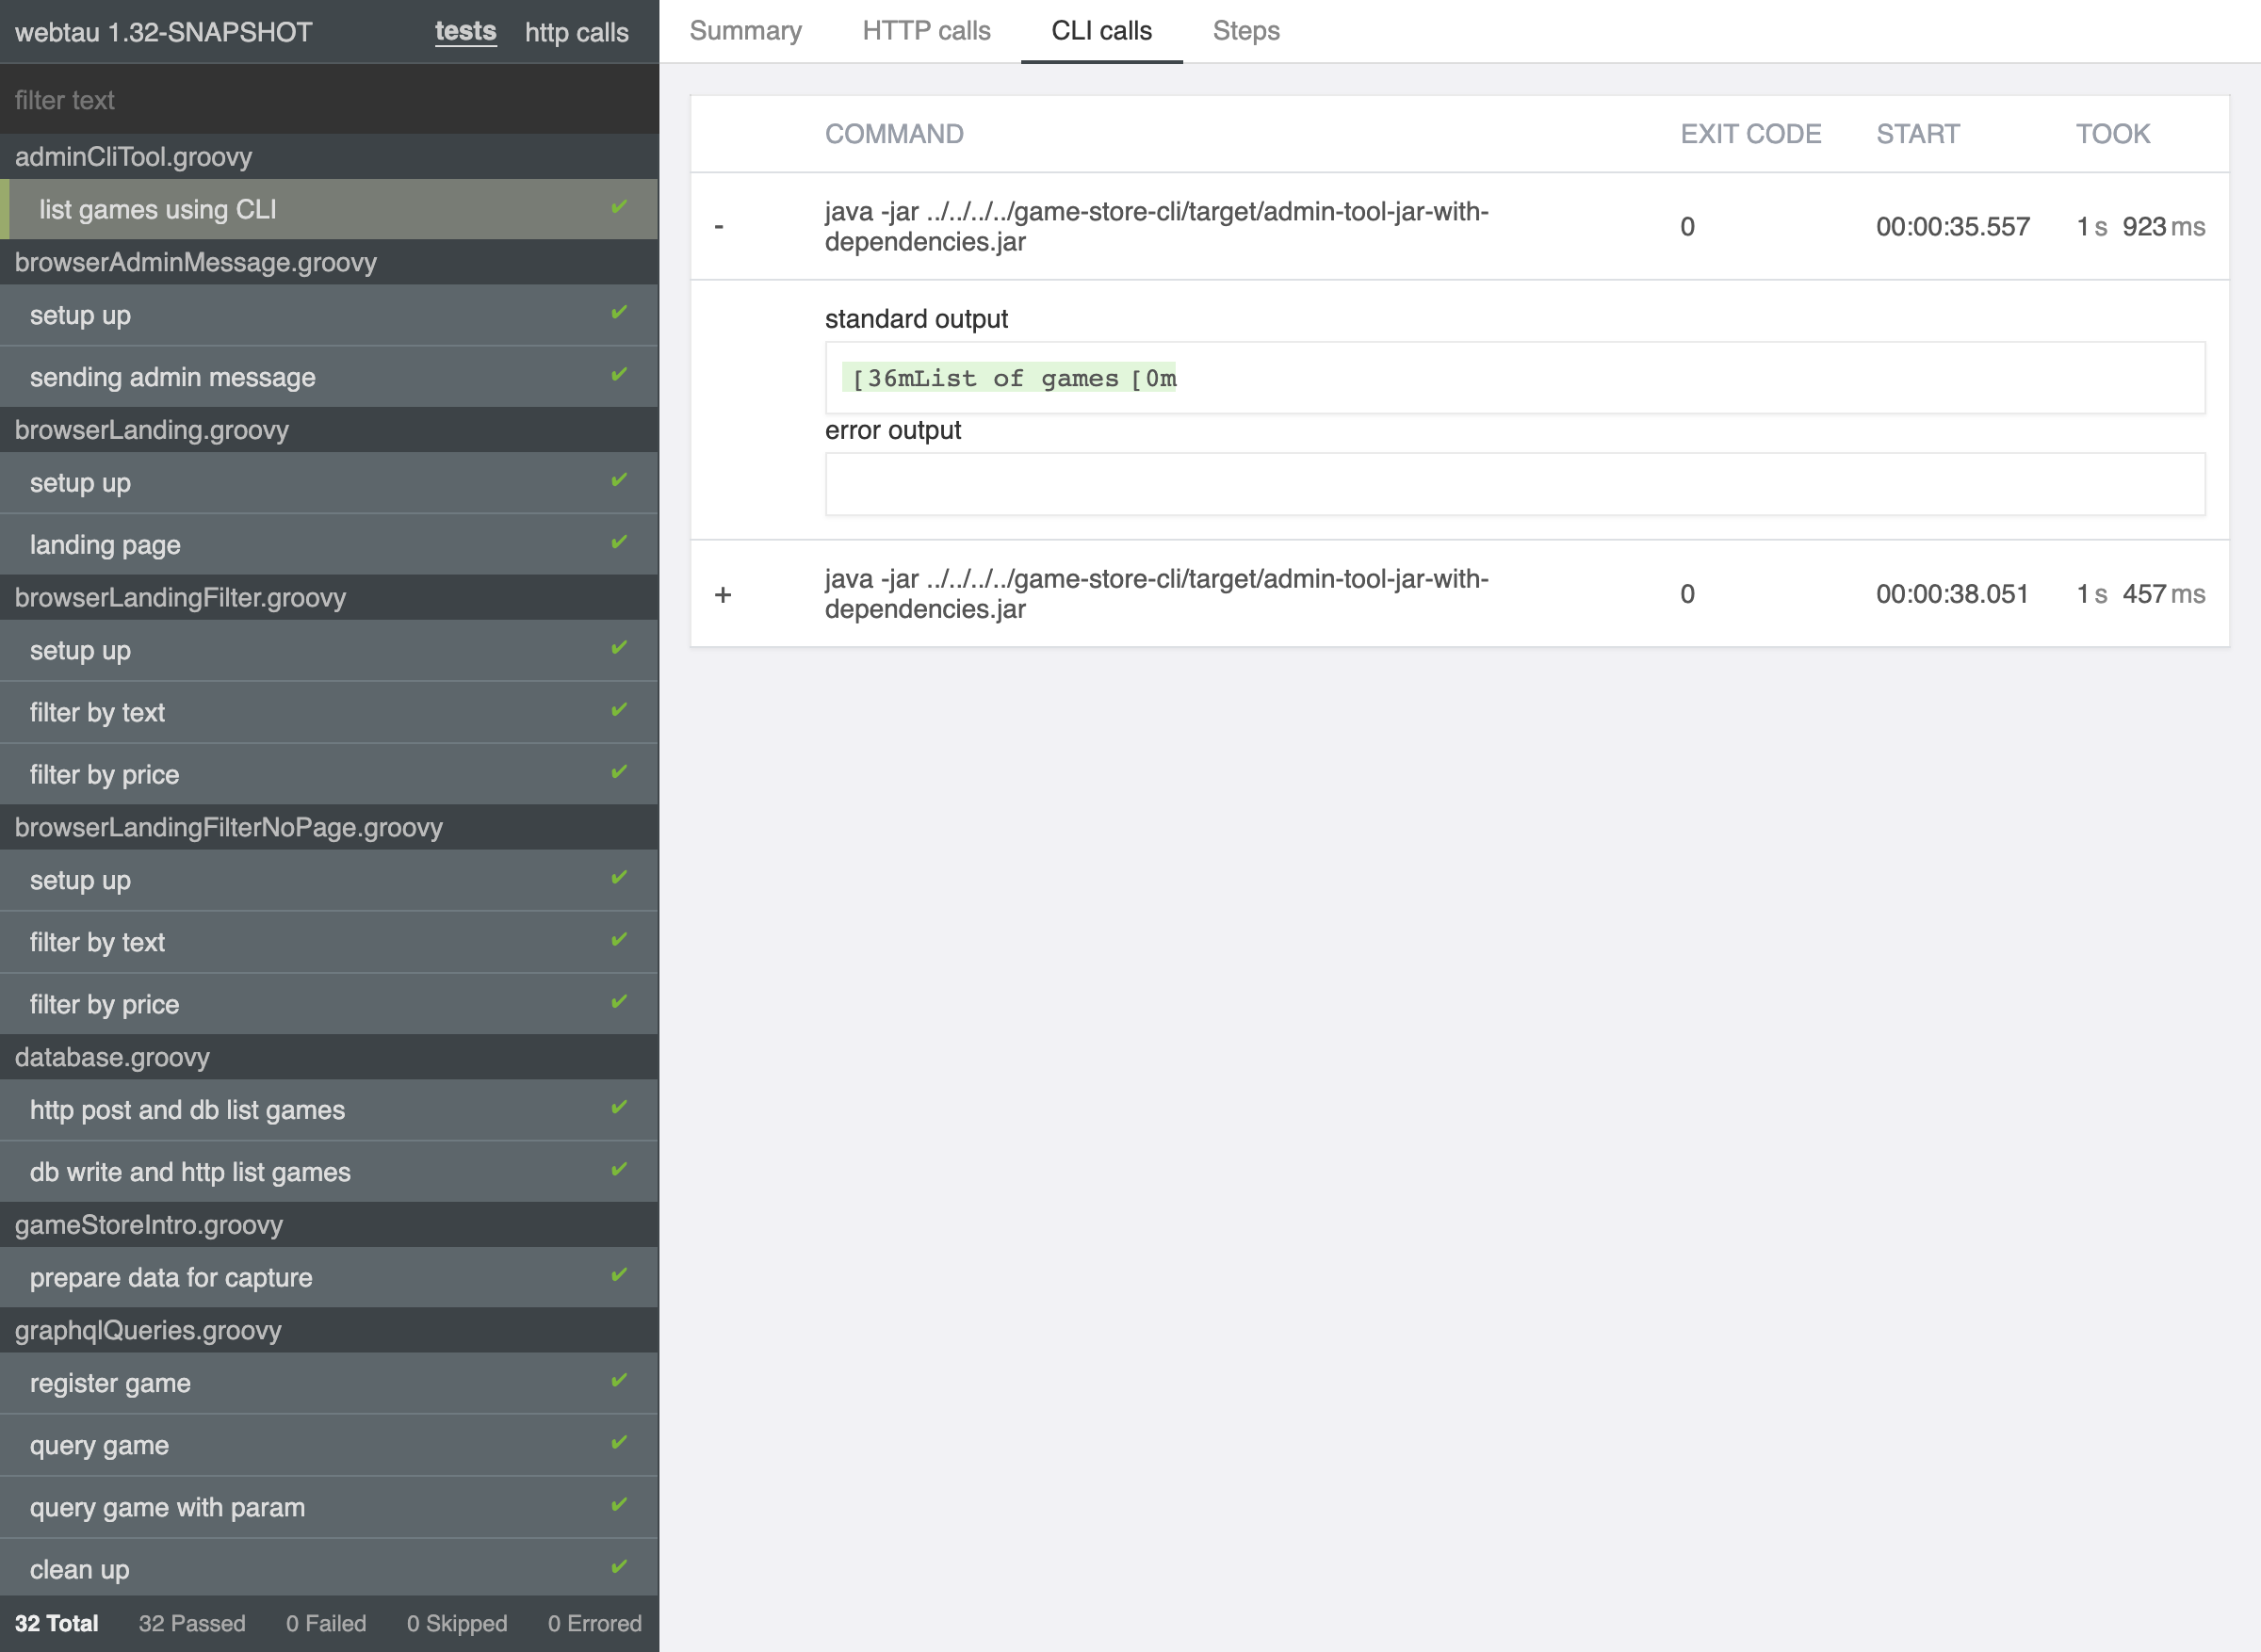 webtau 1.32-SNAPSHOT tests http calls
filter text
adminCliTool.groovy
list games using CLI ✔
browserAdminMessage.groovy
setup up ✔
sending admin message ✔
browserLanding.groovy
setup up ✔
landing page ✔
browserLandingFilter.groovy
setup up ✔
filter by text ✔
filter by price ✔
browserLandingFilterNoPage.groovy
setup up ✔
filter by text ✔
filter by price ✔
database.groovy
http post and db list games ✔
db write and http list games ✔
gameStoreIntro.groovy
prepare data for capture ✔
graphqlQueries.groovy
register game ✔
query game ✔
query game with param ✔
clean up ✔
32 Total 32 Passed 0 Failed 0 Skipped 0 Errored
Summary HTTP calls CLI calls Steps
COMMAND EXIT CODE START TOOK
- java -jar ../../../../game-store-cli/target/admin-tool-jar-with-
dependencies.jar 0 00:00:35.557 1 s 923 ms
standard output
[36mList of games [0m
error output
+ java -jar ../../../../game-store-cli/target/admin-tool-jar-with-
dependencies.jar 0 00:00:38.051 1 s 457 ms